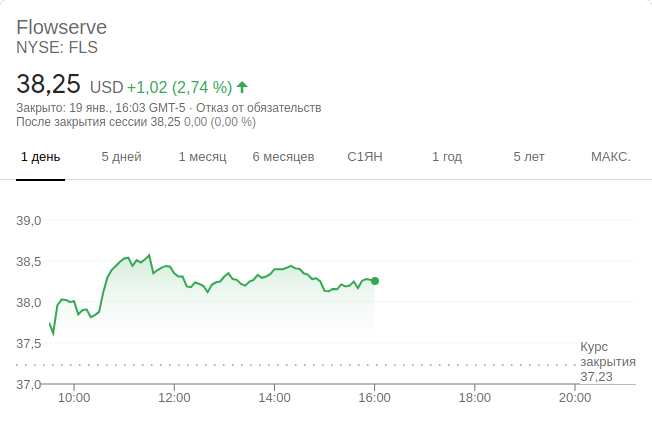 Flowserve
NYSE: FLS
38,25 USD +1,02 (2,74 %)
Закрыто: 19 янв., 16:03 GMT-5 · Отказ от обязательств
После закрытия сессии 38,25 0,00 (0,00 %)
1 день 5 дней 1 месяц 6 месяцев С1ЯН 1 год 5 лет МАКС.
39,0
38,5
38,0
37,5
Курс
закрытия
37,23
37,0
10:00 12:00 14:00 16:00 18:00 20:00